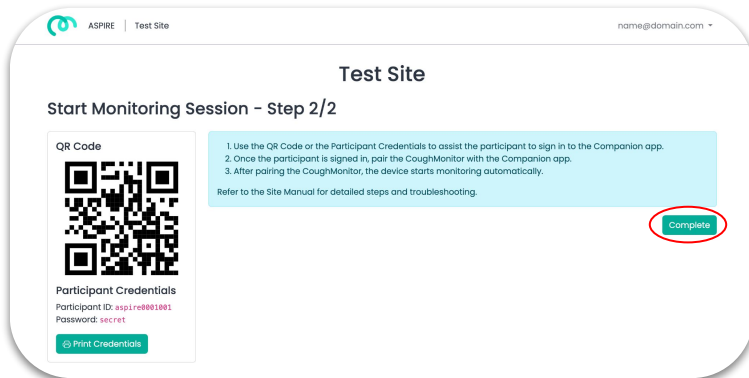 ASPIRE Test Site
name@domain.com
Test Site
Start Monitoring Session - Step 2/2
QR Code
1. Use the QR Code or the Participant Credentials to assist the participant to sign in to the Companion app.
2. Once the participant is signed in, pair the CoughMonitor with the Companion app.
3. After pairing the CoughMonitor, the device starts monitoring automatically.
Refer to the Site Manual for detailed steps and troubleshooting.
Complete
Participant Credentials
Participant ID: aspire0001001
Password: secret
Print Credentials